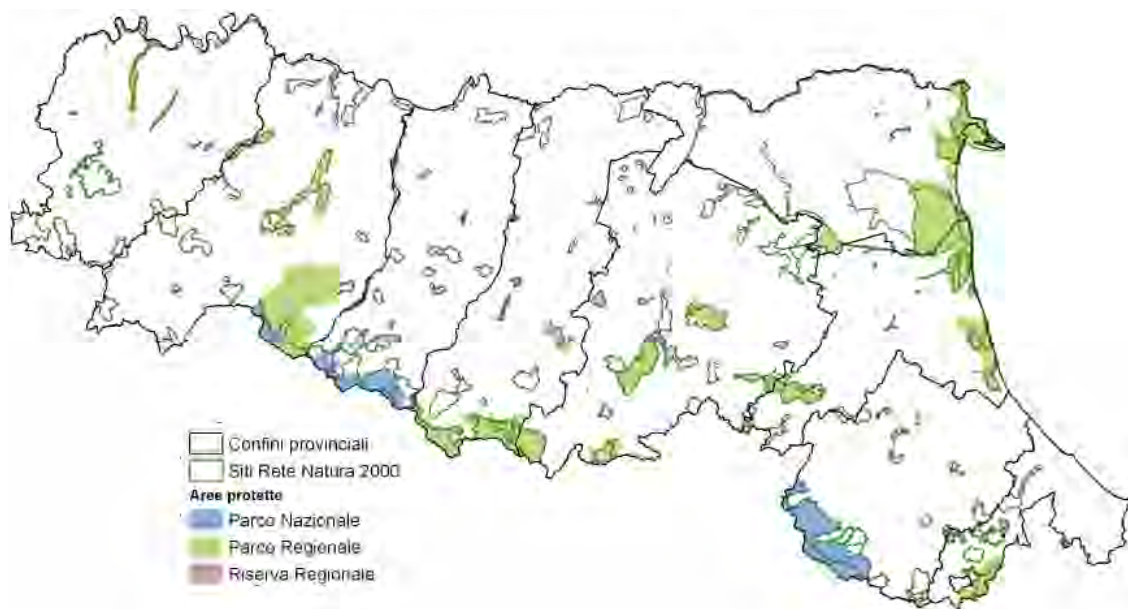 Confini provinciali
Siti Rete Natura 2000
Aree protette
Parco Nazionale
Parco Regionale
Riserva Regionale